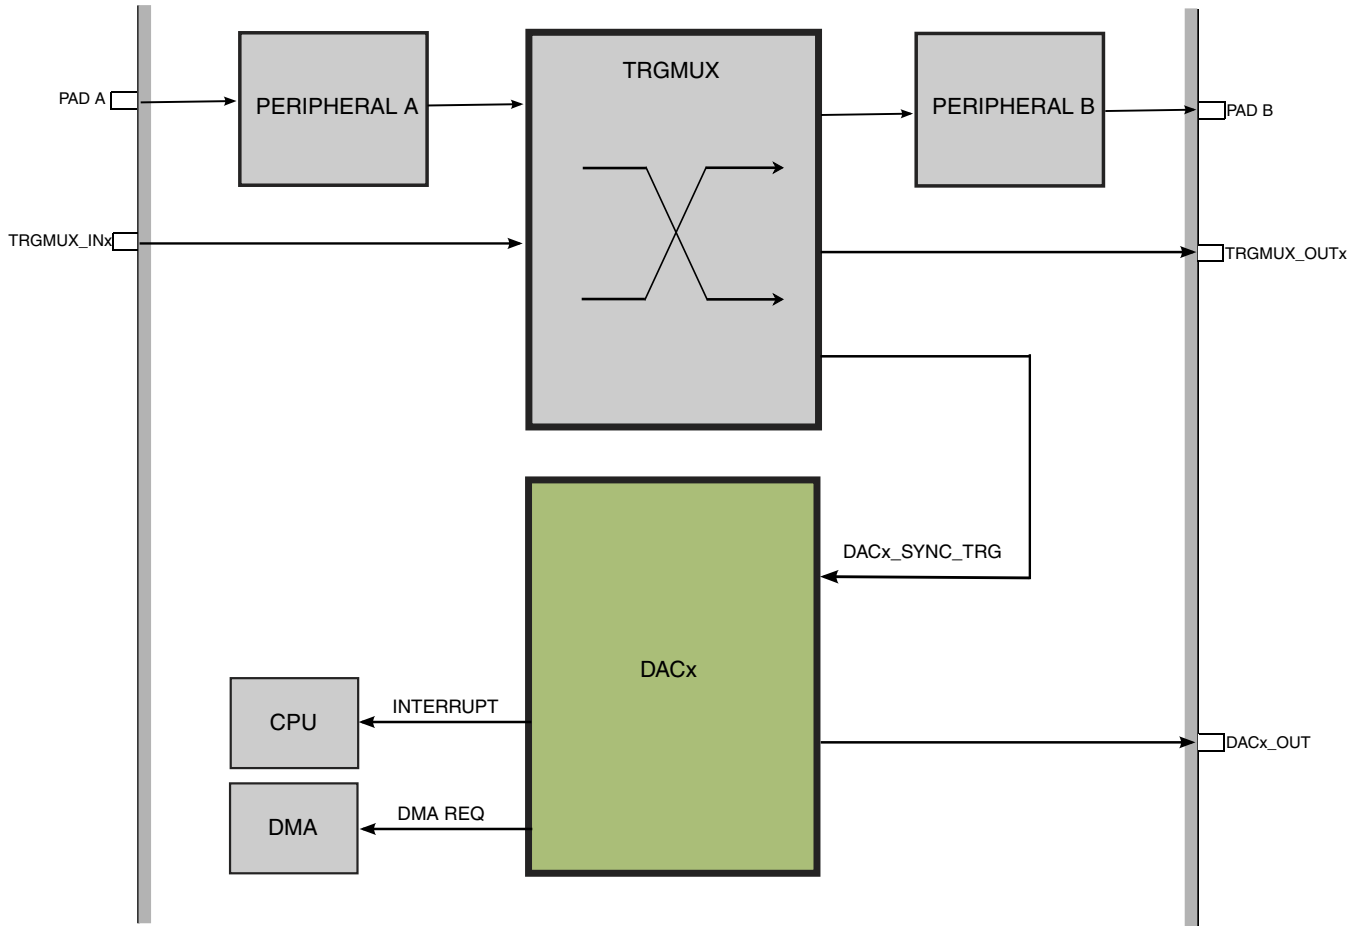 TRGMUX
PAD A
PERIPHERAL A
PERIPHERAL B
PAD B
TRGMUX_INx
TRGMUX_OUTx
DACx_SYNC_TRG
DACx
INTERRUPT
CPU
DACx_OUT
DMA REQ
DMA